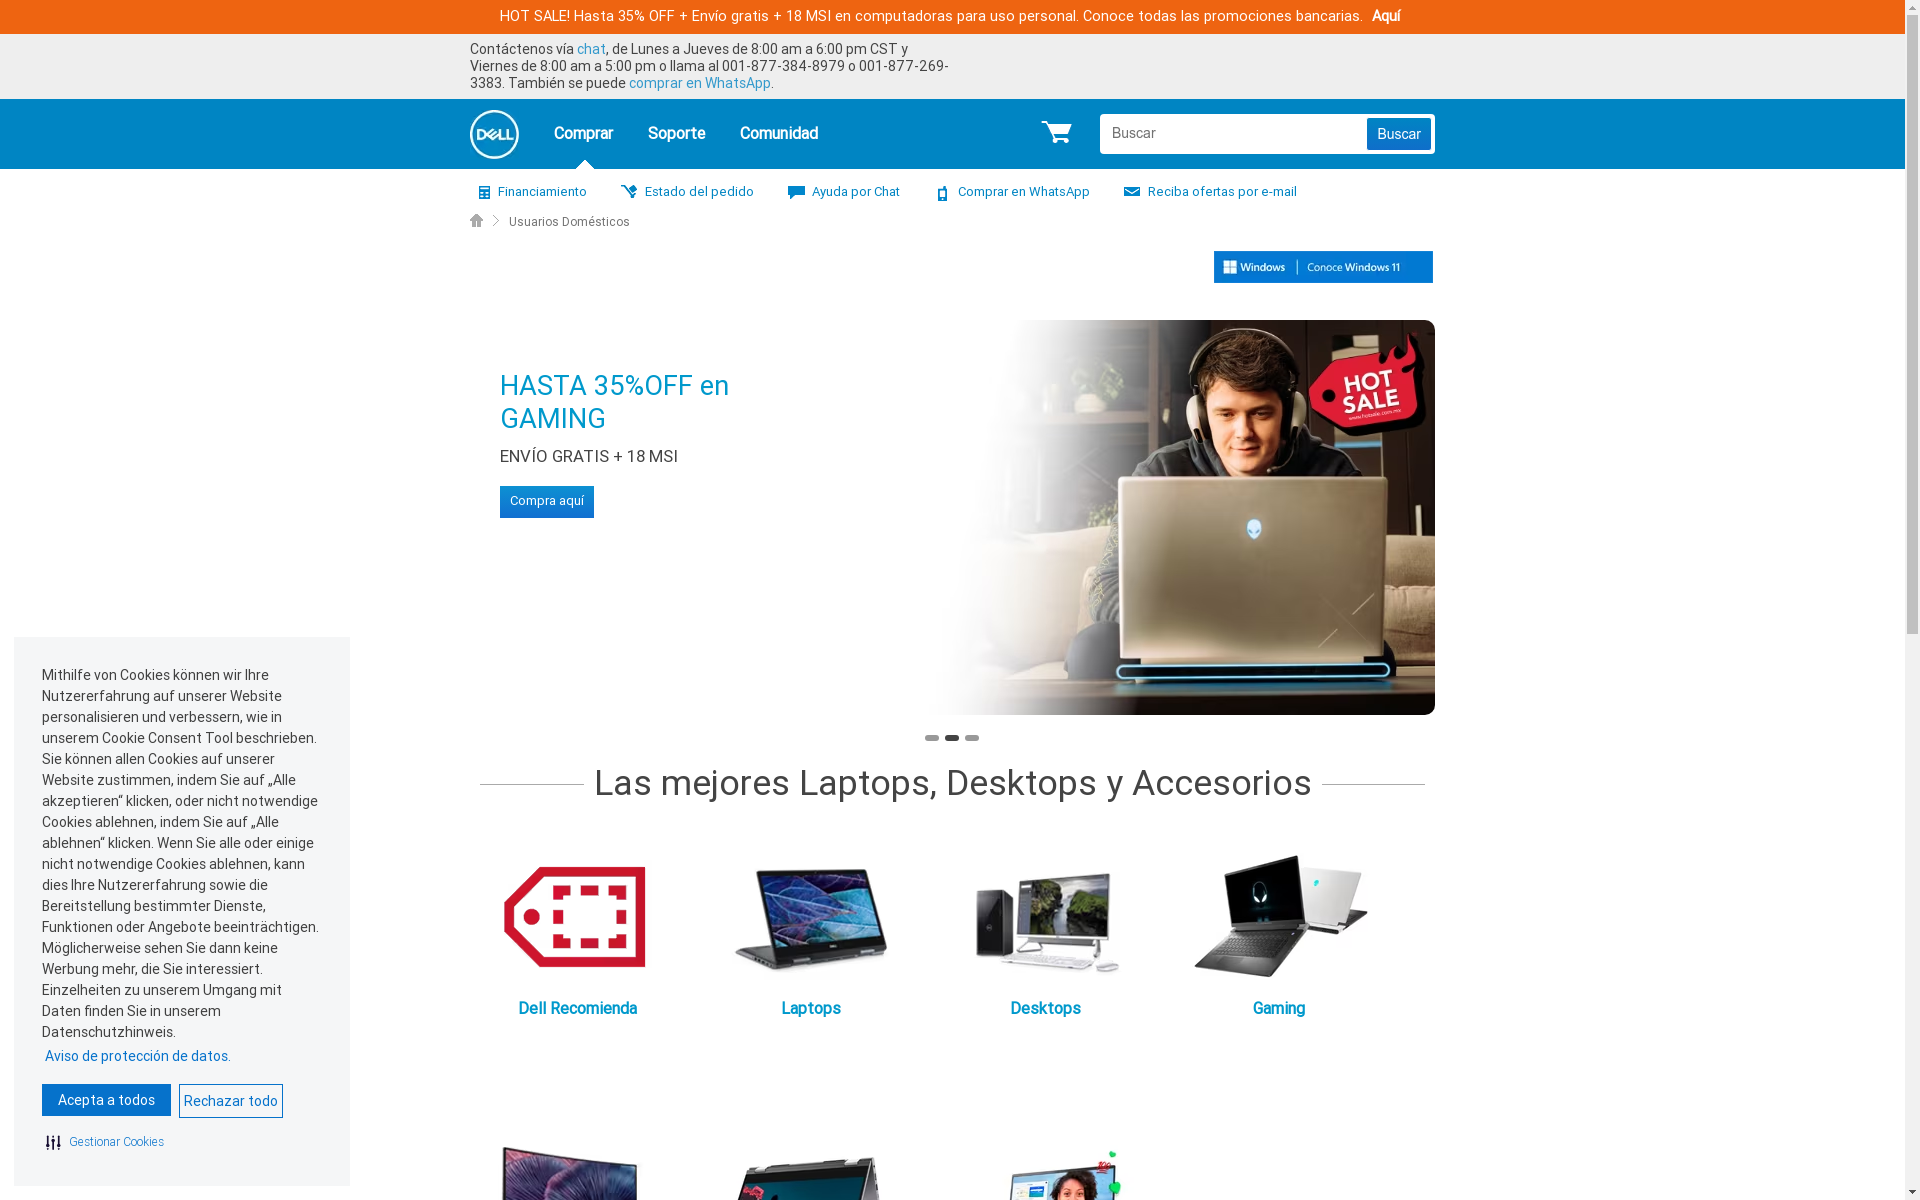 HOT SALE! Hasta 35% OFF + Envío gratis + 18 MSI en computadoras para uso personal. Conoce todas las promociones bancarias. Aquí
Contáctenos vía chat, de Lunes a Jueves de 8:00 am a 6:00 pm CST y
Viernes de 8:00 am a 5:00 pm o llama al 001-877-384-8979 o 001-877-269-
3383. También se puede comprar en WhatsApp.
DELL
Comprar
Soporte
Comunidad
Buscar
Buscar
Financiamiento
Estado del pedido
Ayuda por Chat
Comprar en WhatsApp
Reciba ofertas por e-mail
Usuarios Domésticos
Windows | Conoce Windows 11
HASTA 35%OFF en
GAMING
ENVÍO GRATIS + 18 MSI
Compra aquí
HOT
SALE
www.hotsale.com.mx
Las mejores Laptops, Desktops y Accesorios
Dell Recomienda
Laptops
Desktops
Gaming
Mithilfe von Cookies können wir Ihre
Nutzererfahrung auf unserer Website
personalisieren und verbessern, wie in
unserem Cookie Consent Tool beschrieben.
Sie können allen Cookies auf unserer
Website zustimmen, indem Sie auf „Alle
akzeptieren“ klicken, oder nicht notwendige
Cookies ablehnen, indem Sie auf „Alle
ablehnen“ klicken. Wenn Sie alle oder einige
nicht notwendige Cookies ablehnen, kann
dies Ihre Nutzererfahrung sowie die
Bereitstellung bestimmter Dienste,
Funktionen oder Angebote beeinträchtigen.
Möglicherweise sehen Sie dann keine
Werbung mehr, die Sie interessiert.
Einzelheiten zu unserem Umgang mit
Daten finden Sie in unserem
Datenschutzhinweis.
Aviso de protección de datos.
Acepta a todos
Rechazar todo
Gestionar Cookies